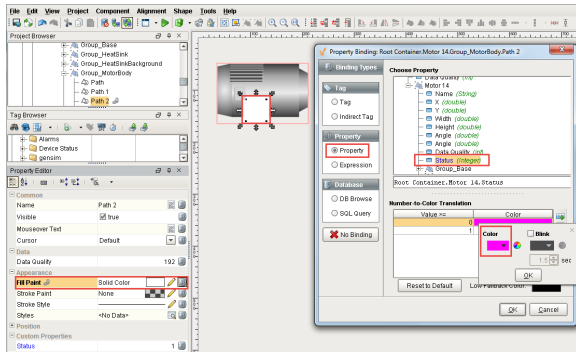 File Edit View Project Component Alignment Shape Tools Help
Project Browser
Group_Base
Group_HeatSink
Group_HeatSinkBackground
Group_MotorBody
Path
Path 1
Path 2
Tag Browser
Alarms
Device Status
gensim
Property Editor
Common
Name Path 2
Visible true
Mouseover Text
Cursor Default
Data
Data Quality 192
Appearance
Fill Paint Solid Color
Stroke Paint None
Stroke Style
Styles <No Data>
Position
Custom Properties
Status 1
Property Binding: Root Container.Motor 14.Group_MotorBody.Path 2
Binding Types
Tag
Tag
Indirect Tag
Property
Property
Expression
Database
DB Browse
SQL Query
No Binding
Choose Property
Data Quality (int)
Motor 14
Name (String)
X (double)
Y (double)
Width (double)
Height (double)
Angle (double)
Angle (double)
Data Quality (int)
Status (Integer)
Group_Base
Root Container.Motor 14.Status
Number-to-Color Translation
Value >= Color
0
1
Color Blink
1.5 sec
OK
Reset to Default Low Fallback Color:
OK Cancel